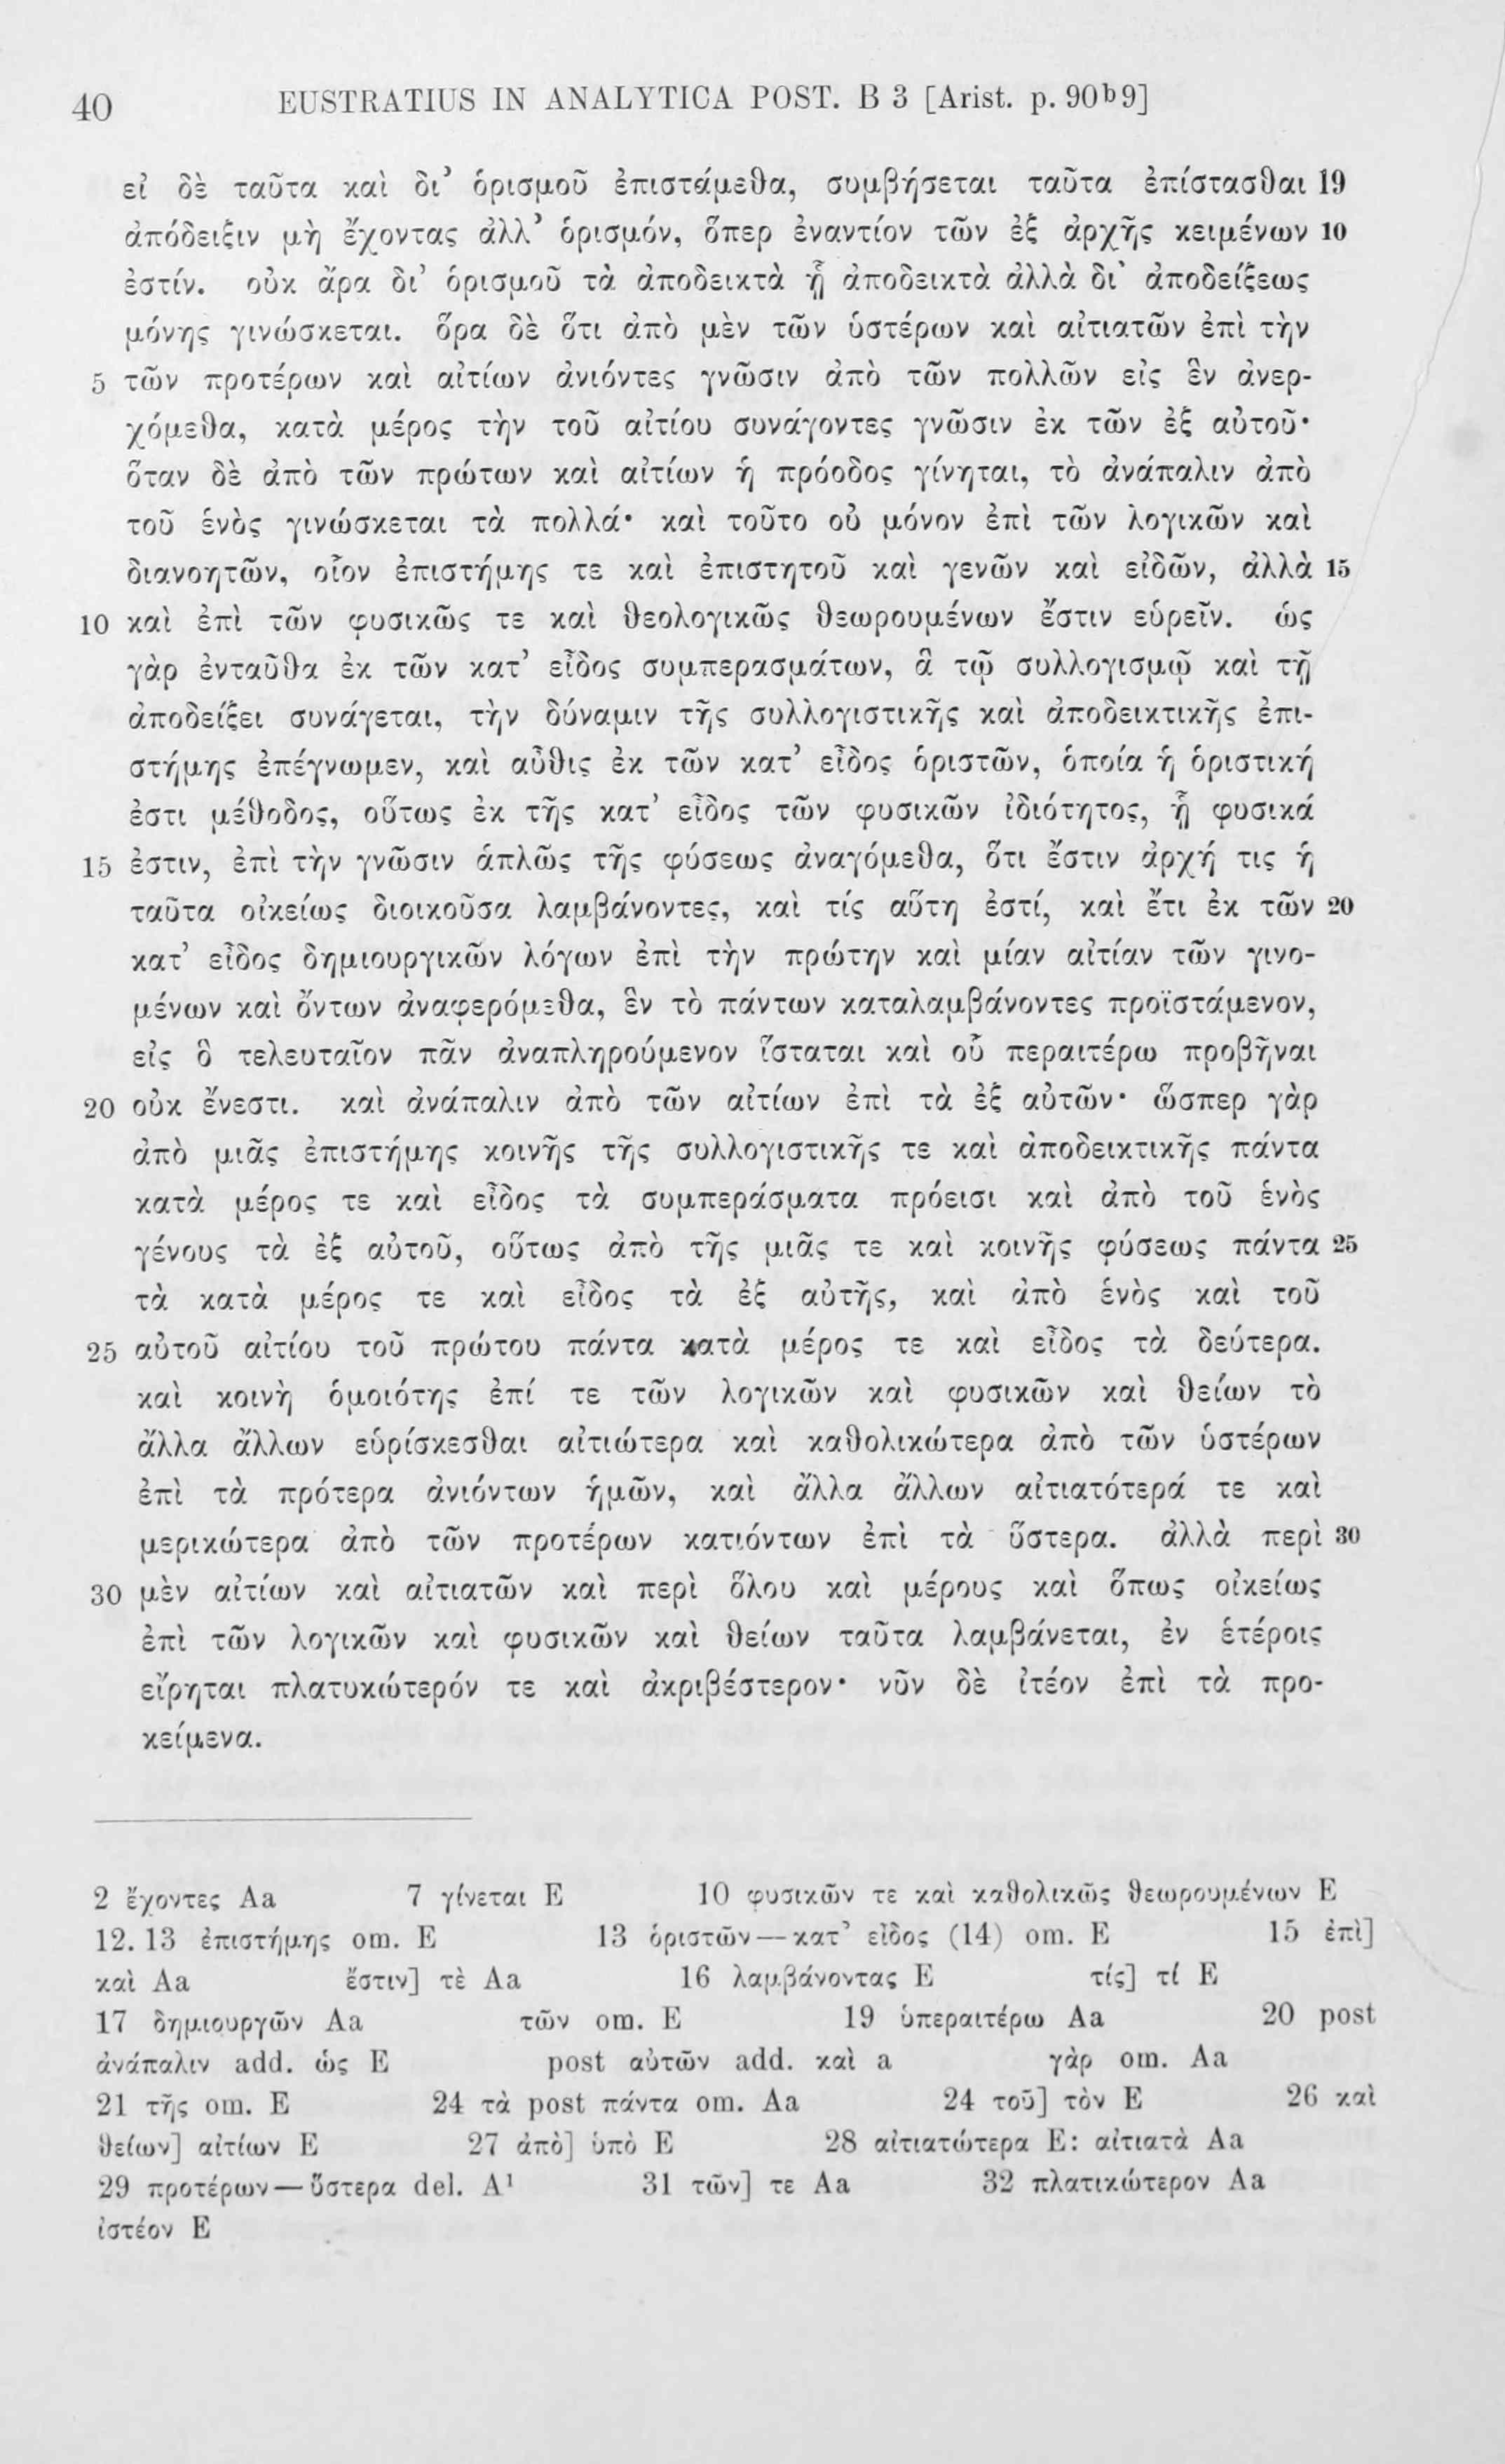 40 EUSTRATIUS IN ANALYTICA POST. B 3 [Arist. p. 90b9]
εἰ δὲ ταῦτα καὶ δι᾽ ὁρισμοῦ ἐπιστάμεθα, συμβήσεται ταῦτα ἐπίστασθαι 19
ἀπόδειξιν μὴ ἔχοντας ἀλλ᾽ ὁρισμόν, ὅπερ ἐναντίον τῶν ἐξ ἀρχῆς κειμένων 10
ἐστίν. οὐκ ἄρα δι᾽ ὁρισμοῦ τὰ ἀποδεικτὰ ᾗ ἀποδεικτὰ ἀλλὰ δι᾽ ἀποδείξεως
μόνης γινώσκεται. ὅρα δὲ ὅτι ἀπὸ μὲν τῶν ὑστέρων καὶ αἰτιατῶν ἐπὶ τὴν
5 τῶν προτέρων καὶ αἰτίων ἀνιόντες γνῶσιν ἀπὸ τῶν πολλῶν εἰς ἓν ἀνερ-
χόμεθα, κατὰ μέρος τὴν τοῦ αἰτίου συνάγοντες γνῶσιν ἐκ τῶν ἐξ αὐτοῦ·
ὅταν δὲ ἀπὸ τῶν πρώτων καὶ αἰτίων ἡ πρόοδος γίνηται, τὸ ἀνάπαλιν ἀπὸ
τοῦ ἑνὸς γινώσκεται τὰ πολλά· καὶ τοῦτο οὐ μόνον ἐπὶ τῶν λογικῶν καὶ
διανοητῶν, οἷον ἐπιστήμης τε καὶ ἐπιστητοῦ καὶ γενῶν καὶ εἰδῶν, ἀλλὰ 15
10 καὶ ἐπὶ τῶν φυσικῶς τε καὶ θεολογικῶς θεωρουμένων ἔστιν εὑρεῖν. ὡς
γὰρ ἐνταῦθα ἐκ τῶν κατ᾽ εἶδος συμπερασμάτων, ἃ τῷ συλλογισμῷ καὶ τῇ
ἀποδείξει συνάγεται, τὴν δύναμιν τῆς συλλογιστικῆς καὶ ἀποδεικτικῆς ἐπι-
στήμης ἐπέγνωμεν, καὶ αὖθις ἐκ τῶν κατ᾽ εἶδος ὁριστῶν, ὁποία ἡ ὁριστική
ἐστι μέθοδος, οὕτως ἐκ τῆς κατ᾽ εἶδος τῶν φυσικῶν ἰδιότητος, ᾗ φυσικά
15 ἐστιν, ἐπὶ τὴν γνῶσιν ἁπλῶς τῆς φύσεως ἀναγόμεθα, ὅτι ἔστιν ἀρχή τις ἡ
ταῦτα οἰκείως διοικοῦσα λαμβάνοντες, καὶ τίς αὕτη ἐστί, καὶ ἔτι ἐκ τῶν 20
κατ᾽ εἶδος δημιουργικῶν λόγων ἐπὶ τὴν πρώτην καὶ μίαν αἰτίαν τῶν γινο-
μένων καὶ ὄντων ἀναφερόμεθα, ἓν τὸ πάντων καταλαμβάνοντες προϊστάμενον,
εἰς ὃ τελευταῖον πᾶν ἀναπληρούμενον ἵσταται καὶ οὗ περαιτέρω προβῆναι
20 οὐκ ἔνεστι. καὶ ἀνάπαλιν ἀπὸ τῶν αἰτίων ἐπὶ τὰ ἐξ αὐτῶν· ὥσπερ γὰρ
ἀπὸ μιᾶς ἐπιστήμης κοινῆς τῆς συλλογιστικῆς τε καὶ ἀποδεικτικῆς πάντα
κατὰ μέρος τε καὶ εἶδος τὰ συμπεράσματα πρόεισι καὶ ἀπὸ τοῦ ἑνὸς
γένους τὰ ἐξ αὐτοῦ, οὕτως ἀπὸ τῆς μιᾶς τε καὶ κοινῆς φύσεως πάντα 25
τὰ κατὰ μέρος τε καὶ εἶδος τὰ ἐξ αὐτῆς, καὶ ἀπὸ ἑνὸς καὶ τοῦ
25 αὐτοῦ αἰτίου τοῦ πρώτου πάντα κατὰ μέρος τε καὶ εἶδος τὰ δεύτερα.
καὶ κοινὴ ὁμοιότης ἐπί τε τῶν λογικῶν καὶ φυσικῶν καὶ θείων τὸ
ἄλλα ἄλλων εὑρίσκεσθαι αἰτιώτερα καὶ καθολικώτερα ἀπὸ τῶν ὑστέρων
ἐπὶ τὰ πρότερα ἀνιόντων ἡμῶν, καὶ ἄλλα ἄλλων αἰτιατότερά τε καὶ
μερικώτερα ἀπὸ τῶν προτέρων κατιόντων ἐπὶ τὰ ὕστερα. ἀλλὰ περὶ 30
30 μὲν αἰτίων καὶ αἰτιατῶν καὶ περὶ ὅλου καὶ μέρους καὶ ὅπως οἰκείως
ἐπὶ τῶν λογικῶν καὶ φυσικῶν καὶ θείων ταῦτα λαμβάνεται, ἐν ἑτέροις
εἴρηται πλατυκώτερόν τε καὶ ἀκριβέστερον· νῦν δὲ ἰτέον ἐπὶ τὰ προ-
κείμενα.
2 ἔχοντες Aa 7 γίνεται E 10 φυσικῶν τε καὶ καθολικῶς θεωρουμένων E
12. 13 ἐπιστήμης om. E 13 ὁριστῶν — κατ᾽ εἶδος (14) om. E 15 ἐπὶ]
καὶ Aa ἔστιν] τὲ Aa 16 λαμβάνοντας E τίς] τί E
17 δημιουργῶν Aa τῶν om. E 19 ὑπεραιτέρω Aa 20 post
ἀνάπαλιν add. ὡς E post αὐτῶν add. καὶ a γὰρ om. Aa
21 τῆς om. E 24 τὰ post πάντα om. Aa 24 τοῦ] τὸν E 26 καὶ
θείων] αἰτίων E 27 ἀπὸ] ὑπὸ E 28 αἰτιατώτερα E: αἰτιατὰ Aa
29 προτέρων — ὕστερα del. A¹ 31 τῶν] τε Aa 32 πλατικώτερον Aa
ἰστέον E